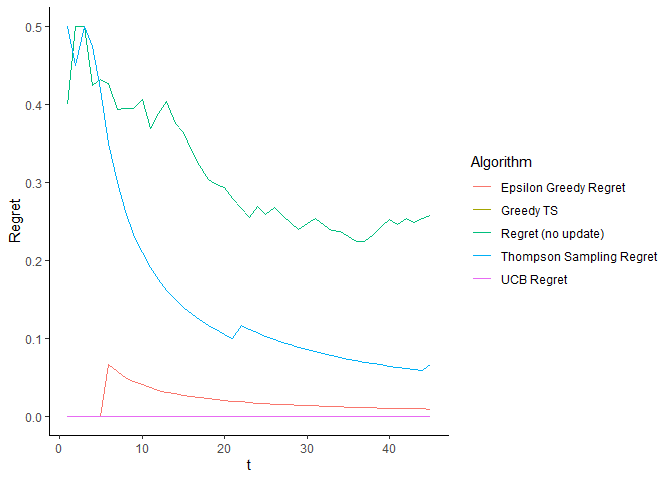 0.5
0.4
0.3
0.2
0.1
0.0
Regret
0
10
20
30
40
t
Algorithm
Epsilon Greedy Regret
Greedy TS
Regret (no update)
Thompson Sampling Regret
UCB Regret